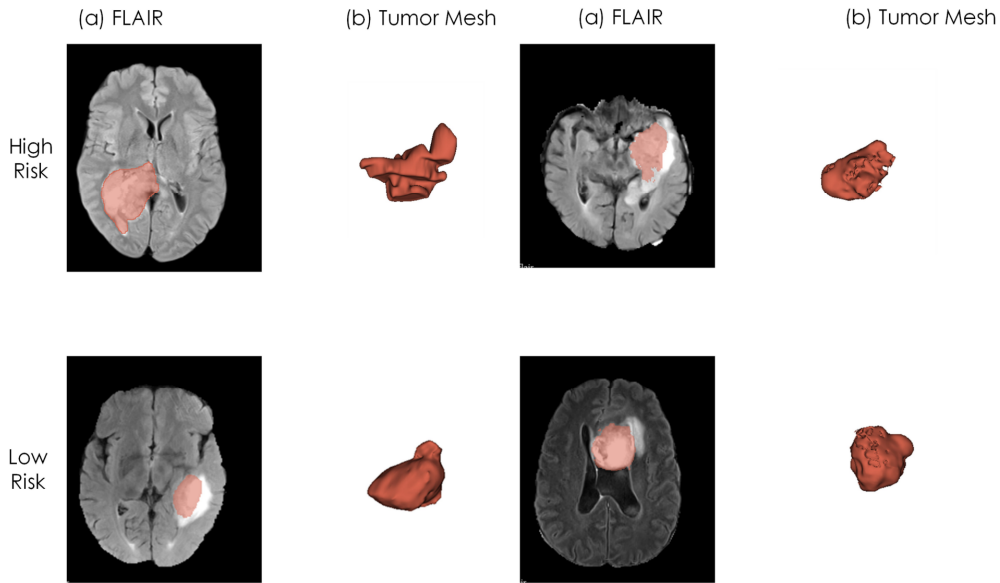 (a) FLAIR
(b) Tumor Mesh
(a) FLAIR
(b) Tumor Mesh
High
Risk
Low
Risk